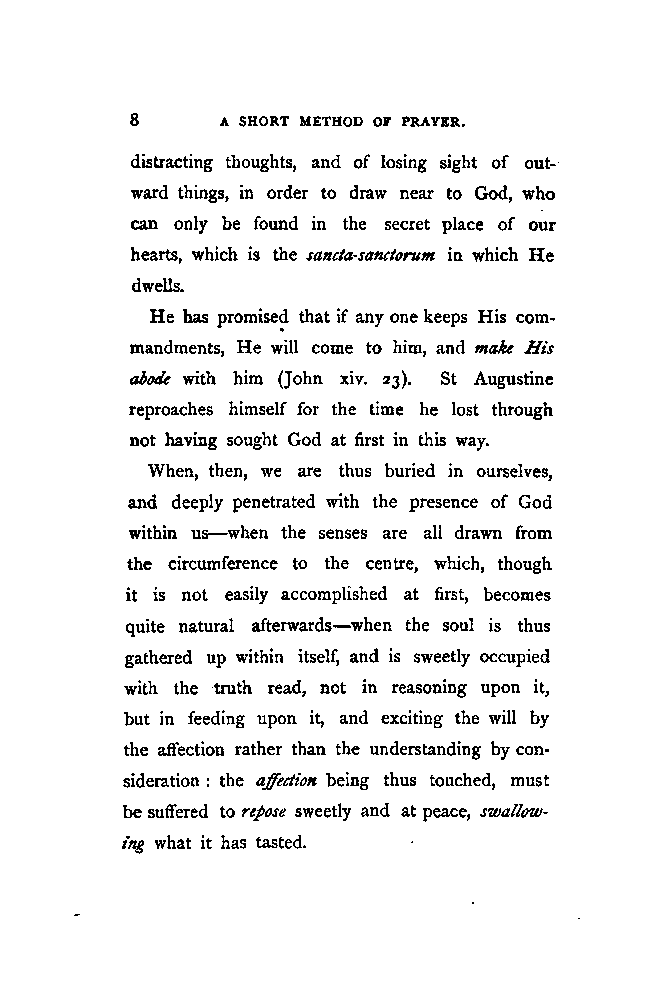 8 A SHORT METHOD OF PRAYER.
distracting thoughts, and of losing sight of out-
ward things, in order to draw near to God, who
can only be found in the secret place of our
hearts, which is the sancta-sanctorum in which He
dwells.
He has promised that if any one keeps His com-
mandments, He will come to him, and make His
abode with him (John xiv. 23). St Augustine
reproaches himself for the time he lost through
not having sought God at first in this way.
When, then, we are thus buried in ourselves,
and deeply penetrated with the presence of God
within us—when the senses are all drawn from
the circumference to the centre, which, though
it is not easily accomplished at first, becomes
quite natural afterwards—when the soul is thus
gathered up within itself, and is sweetly occupied
with the truth read, not in reasoning upon it,
but in feeding upon it, and exciting the will by
the affection rather than the understanding by con-
sideration : the affection being thus touched, must
be suffered to repose sweetly and at peace, swallow-
ing what it has tasted.